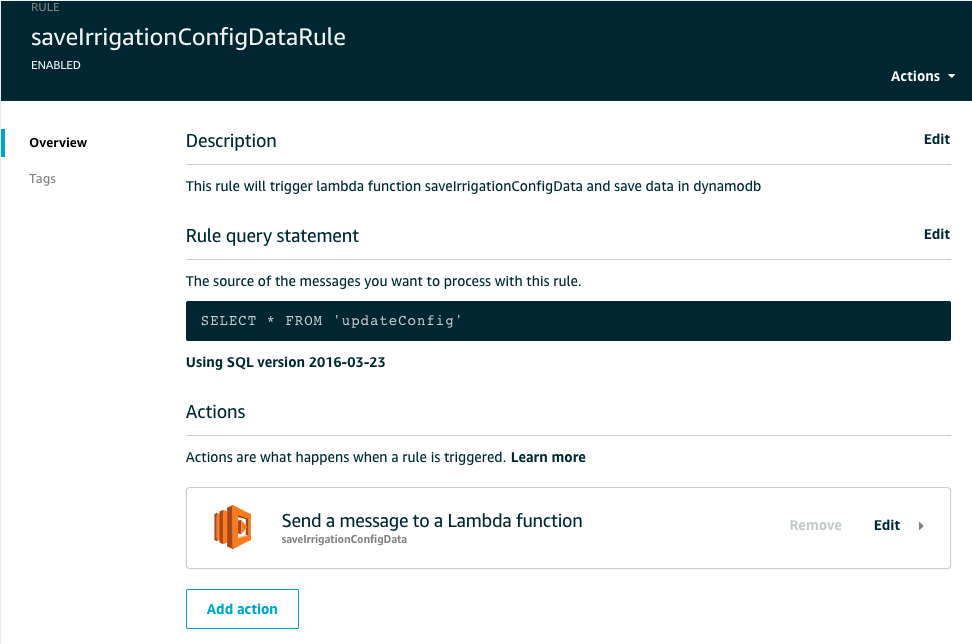 RULE
saveIrrigationConfigDataRule
ENABLED
Actions
Overview
Tags
Description
Edit
This rule will trigger lambda function saveIrrigationConfigData and save data in dynamodb
Rule query statement
Edit
The source of the messages you want to process with this rule.
SELECT * FROM 'updateConfig'
Using SQL version 2016-03-23
Actions
Actions are what happens when a rule is triggered. Learn more
Send a message to a Lambda function
saveIrrigationConfigData
Remove
Edit
Add action